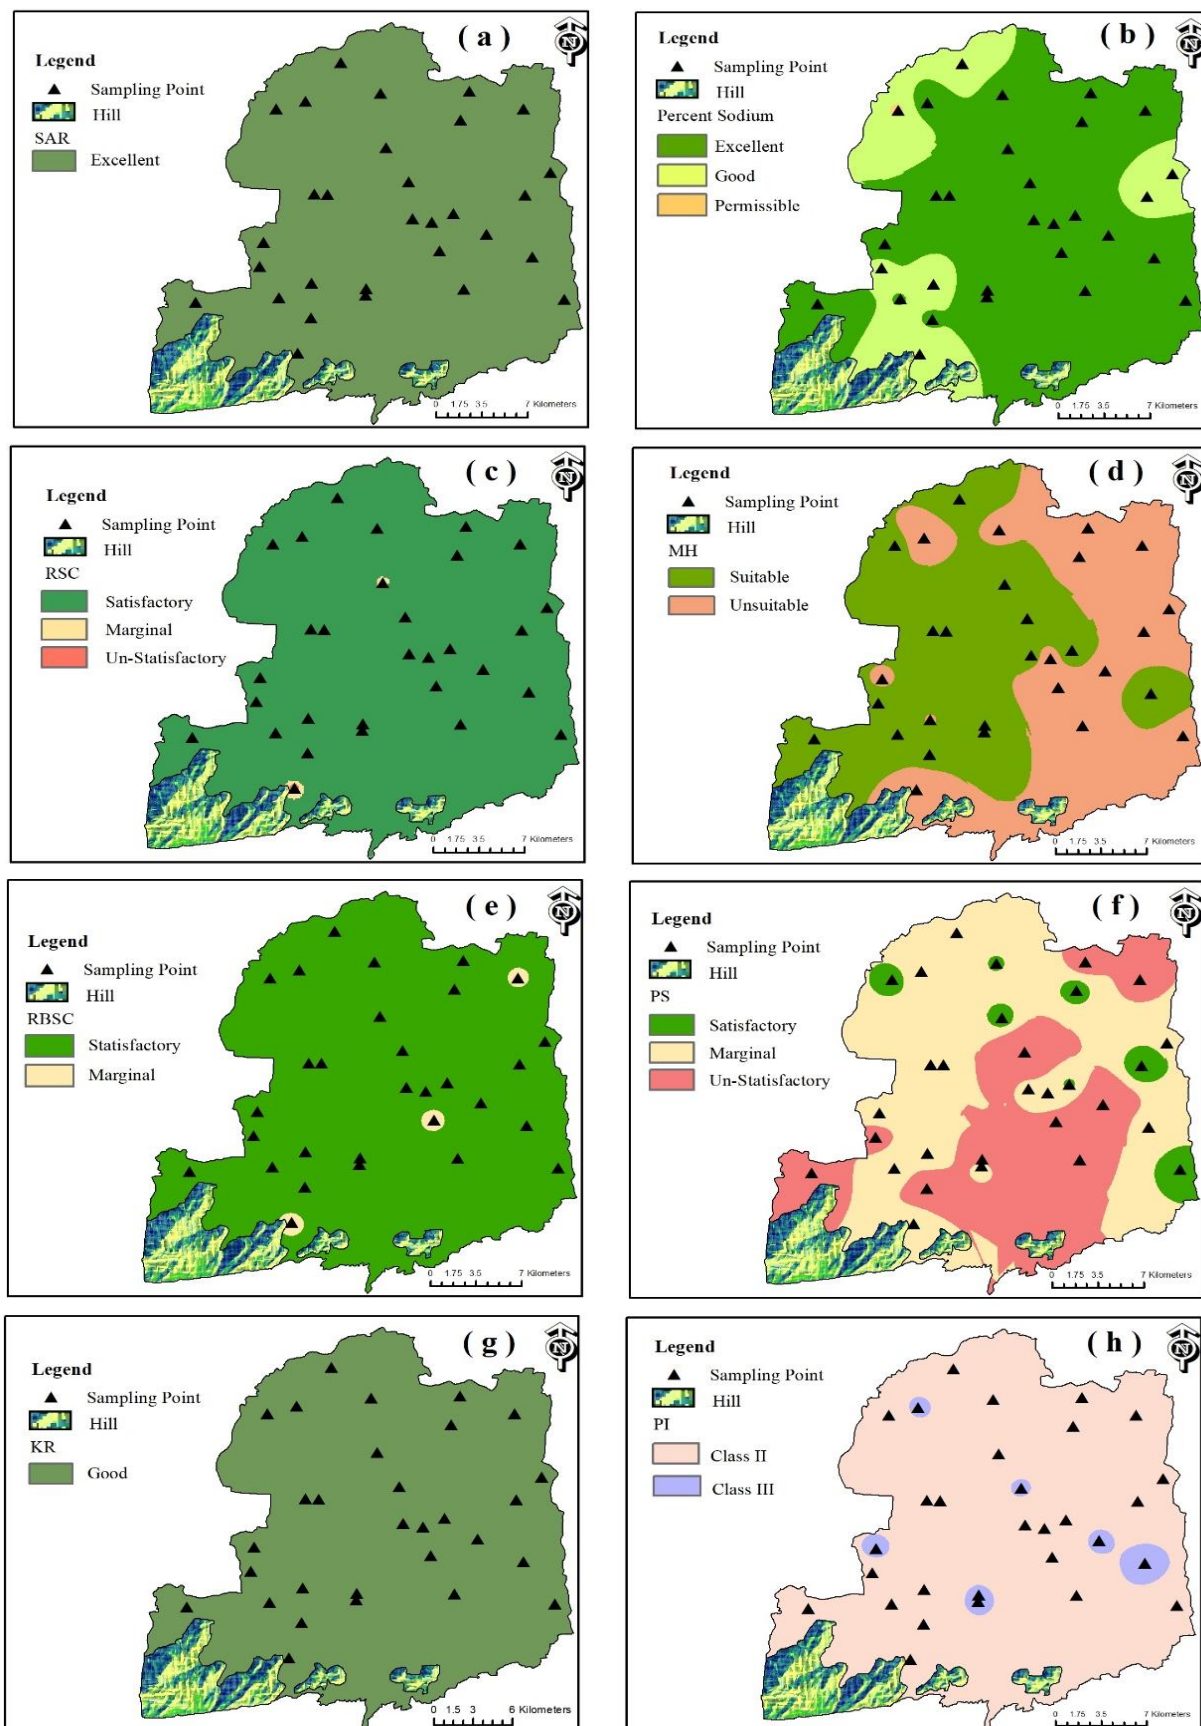 ( a )
N
Legend
Sampling Point
Hill
SAR
Excellent
0 1.75 3.5 7 Kilometers
( b )
N
Legend
Sampling Point
Hill
Percent Sodium
Excellent
Good
Permissible
0 1.75 3.5 7 Kilometers
( c )
N
Legend
Sampling Point
Hill
RSC
Satisfactory
Marginal
Un-Statisfactory
0 1.75 3.5 7 Kilometers
( d )
N
Legend
Sampling Point
Hill
MH
Suitable
Unsuitable
0 1.75 3.5 7 Kilometers
( e )
N
Legend
Sampling Point
Hill
RBSC
Statisfactory
Marginal
0 1.75 3.5 7 Kilometers
( f )
N
Legend
Sampling Point
Hill
PS
Satisfactory
Marginal
Un-Statisfactory
0 1.75 3.5 7 Kilometers
( g )
N
Legend
Sampling Point
Hill
KR
Good
0 1.5 3 6 Kilometers
( h )
N
Legend
Sampling Point
Hill
PI
Class II
Class III
0 1.75 3.5 7 Kilometers